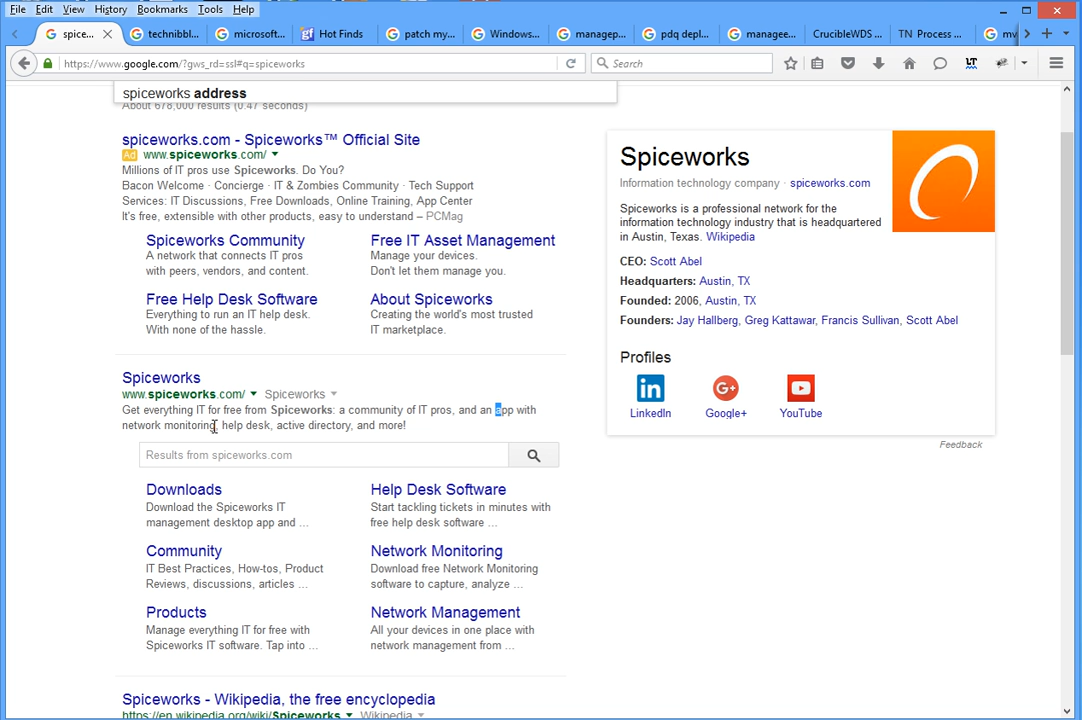 File Edit View History Bookmarks Tools Help
spice...
technibbl...
microsoft...
Hot Finds
patch my...
Windows...
managep...
pdq depl...
managee...
CrucibleWDS ...
TN Process ...
my
https://www.google.com/?gws_rd=ssl#q=spiceworks
Search
spiceworks address
About 678,000 results (0.47 seconds)
spiceworks.com - Spiceworks™ Official Site
Ad www.spiceworks.com/
Millions of IT pros use Spiceworks. Do You?
Bacon Welcome · Concierge · IT & Zombies Community · Tech Support
Services: IT Discussions, Free Downloads, Online Training, App Center
It's free, extensible with other products, easy to understand – PCMag
Spiceworks Community
A network that connects IT pros
with peers, vendors, and content.
Free IT Asset Management
Manage your devices.
Don't let them manage you.
Free Help Desk Software
Everything to run an IT help desk.
With none of the hassle.
About Spiceworks
Creating the world's most trusted
IT marketplace.
Spiceworks
www.spiceworks.com/ Spiceworks
Get everything IT for free from Spiceworks: a community of IT pros, and an app with
network monitoring, help desk, active directory, and more!
Results from spiceworks.com
Downloads
Download the Spiceworks IT
management desktop app and ...
Help Desk Software
Start tackling tickets in minutes with
free help desk software ...
Community
IT Best Practices, How-tos, Product
Reviews, discussions, articles ...
Network Monitoring
Download free Network Monitoring
software to capture, analyze ...
Products
Manage everything IT for free with
Spiceworks IT software. Tap into ...
Network Management
All your devices in one place with
network management from ...
Spiceworks - Wikipedia, the free encyclopedia
https://en.wikipedia.org/wiki/Spiceworks Wikipedia
Spiceworks
Information technology company · spiceworks.com
Spiceworks is a professional network for the
information technology industry that is headquartered
in Austin, Texas. Wikipedia
CEO: Scott Abel
Headquarters: Austin, TX
Founded: 2006, Austin, TX
Founders: Jay Hallberg, Greg Kattawar, Francis Sullivan, Scott Abel
Profiles
LinkedIn
Google+
YouTube
Feedback